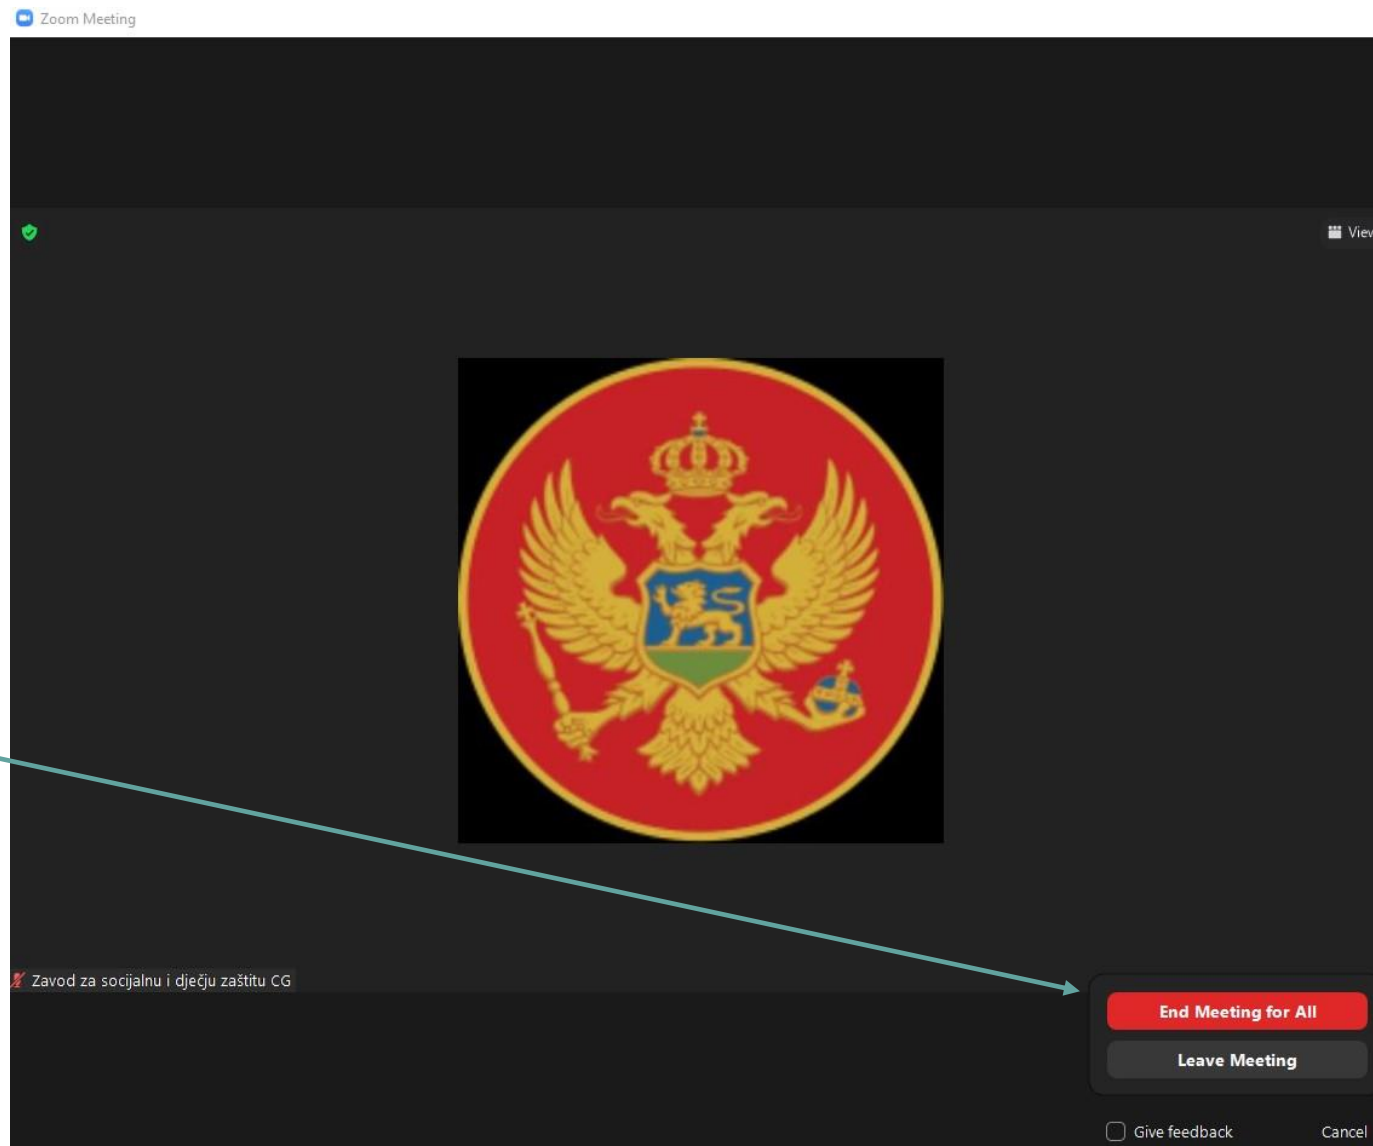 Zoom Meeting
View
Zavod za socijalnu i dječju zaštitu CG
End Meeting for All
Leave Meeting
Give feedback
Cancel